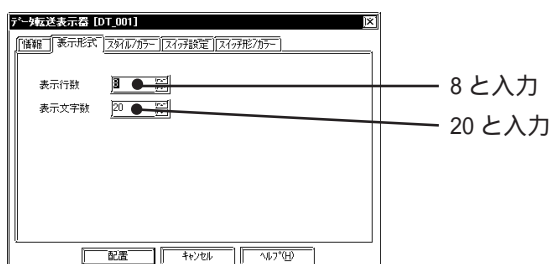 データ転送表示器 [DT_001]
情報 表示形式 スタイル/カラー スイッチ設定 スイッチ形/カラー
表示行数 8
8 と入力
表示文字数 20
20 と入力
配置 キャンセル ヘルプ(H)